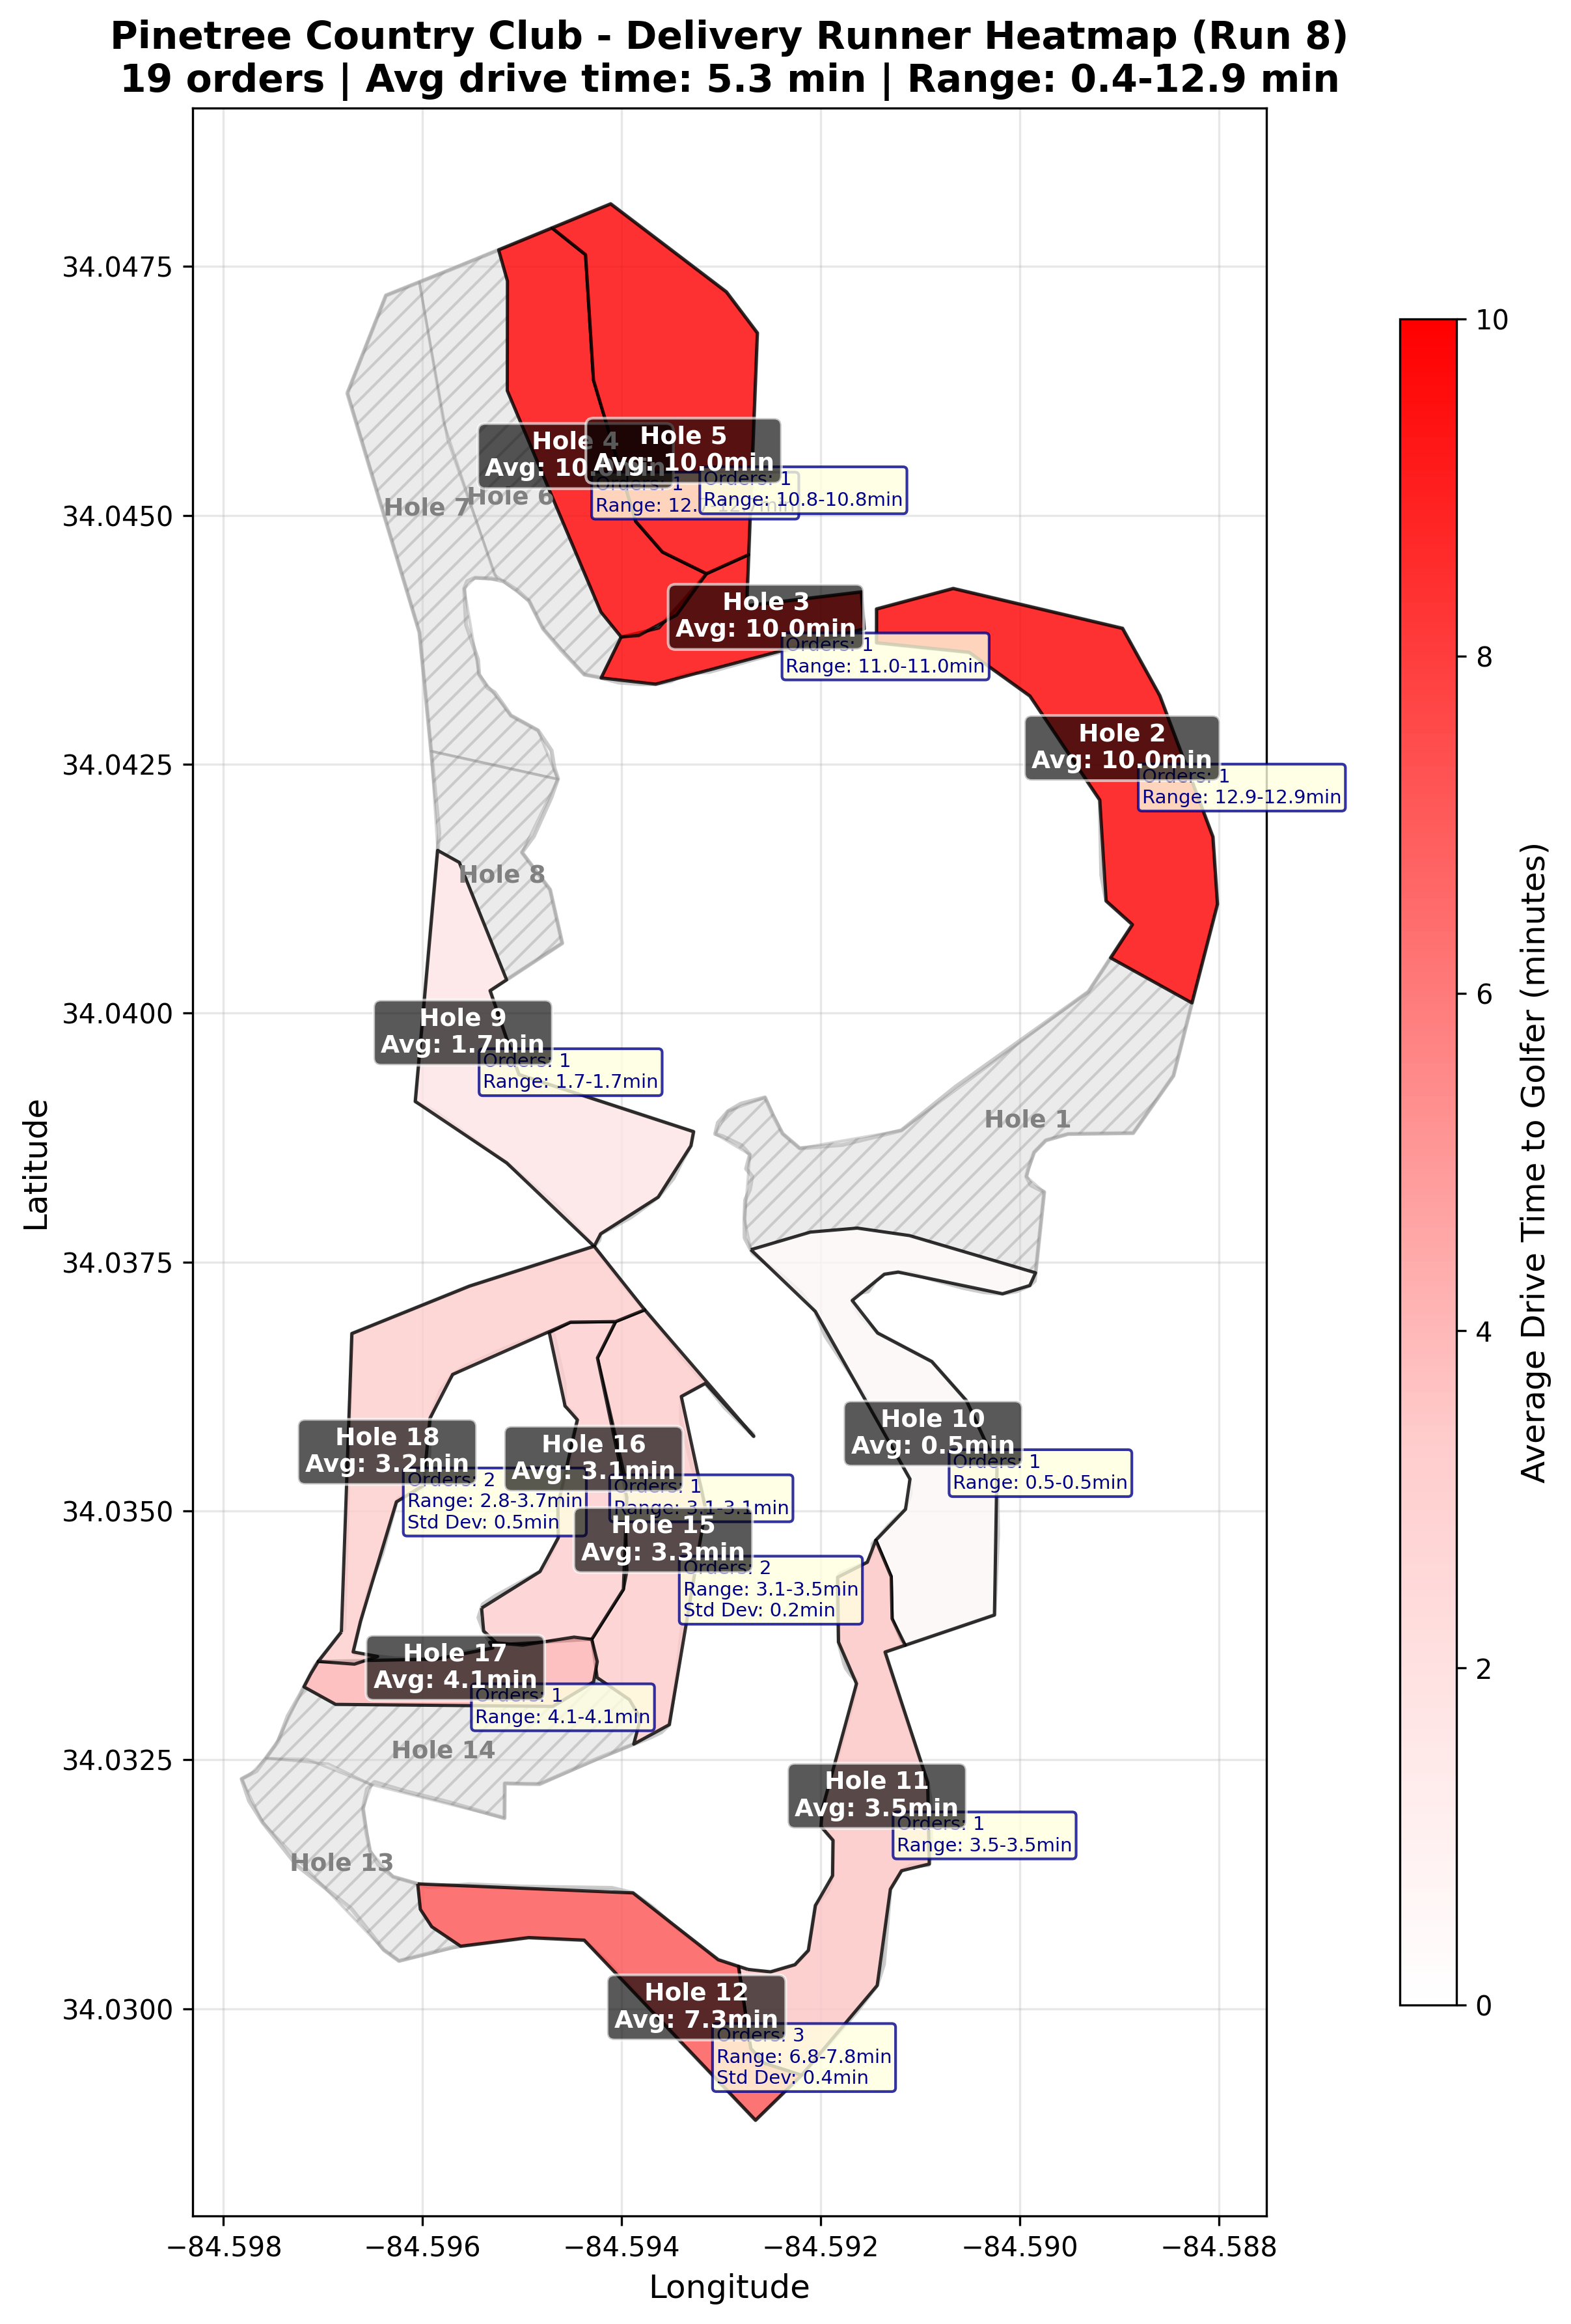 Pinetree Country Club - Delivery Runner Heatmap (Run 8)
19 orders | Avg drive time: 5.3 min | Range: 0.4-12.9 min
34.0475
34.0450
34.0425
34.0400
34.0375
34.0350
34.0325
34.0300
Latitude
−84.598
−84.596
−84.594
−84.592
−84.590
−84.588
Longitude
Hole 4
Avg: 10.0min
Orders: 1
Range:
Hole 5
Avg: 10.0min
Orders: 1
Range: 10.8-10.8min
Hole 7
Hole 6
Hole 3
Avg: 10.0min
Orders: 1
Range: 11.0-11.0min
Hole 2
Avg: 10.0min
Orders: 1
Range: 12.9-12.9min
Hole 8
Hole 9
Avg: 1.7min
Orders: 1
Range: 1.7-1.7min
Hole 1
Hole 10
Avg: 0.5min
Orders: 1
Range: 0.5-0.5min
Hole 18
Avg: 3.2min
Orders: 2
Range: 2.8-3.7min
Std Dev: 0.5min
Hole 16
Avg: 3.1min
Orders: 1
Range: 3.1-3.1min
Hole 15
Avg: 3.3min
Orders: 2
Range: 3.1-3.5min
Std Dev: 0.2min
Hole 17
Avg: 4.1min
Orders: 1
Range: 4.1-4.1min
Hole 14
Hole 11
Avg: 3.5min
Orders: 1
Range: 3.5-3.5min
Hole 13
Hole 12
Avg: 7.3min
Orders: 3
Range: 6.8-7.8min
Std Dev: 0.4min
10
8
6
4
2
0
Average Drive Time to Golfer (minutes)